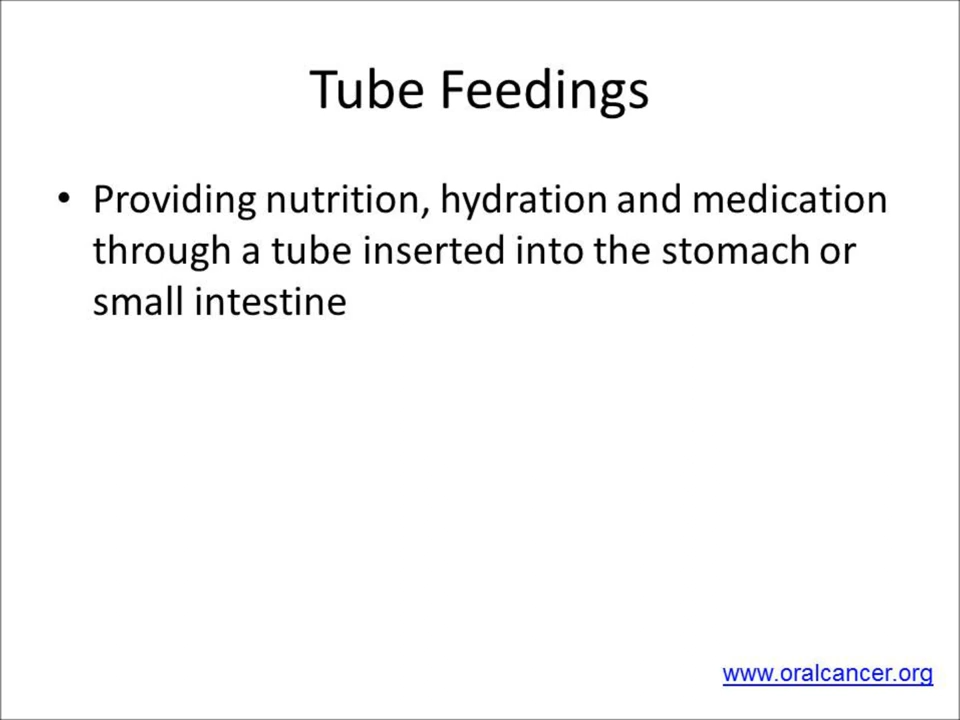 Tube Feedings
• Providing nutrition, hydration and medication
through a tube inserted into the stomach or
small intestine
www.oralcancer.org